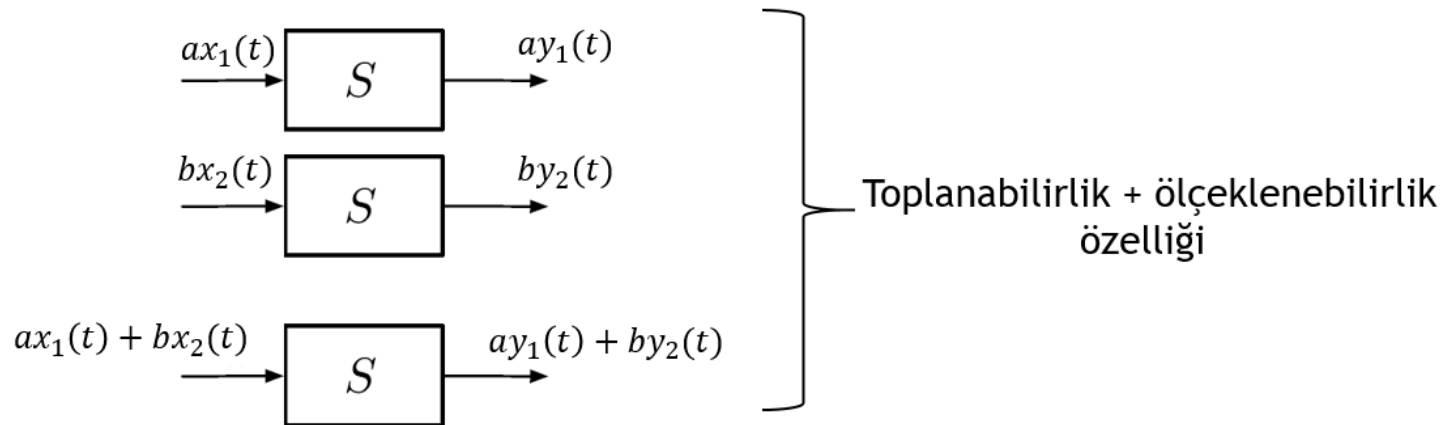 ax₁(t)
S
ay₁(t)
bx₂(t)
S
by₂(t)
ax₁(t) + bx₂(t)
S
ay₁(t) + by₂(t)
Toplanabilirlik + ölçeklenebilirlik
özelliği